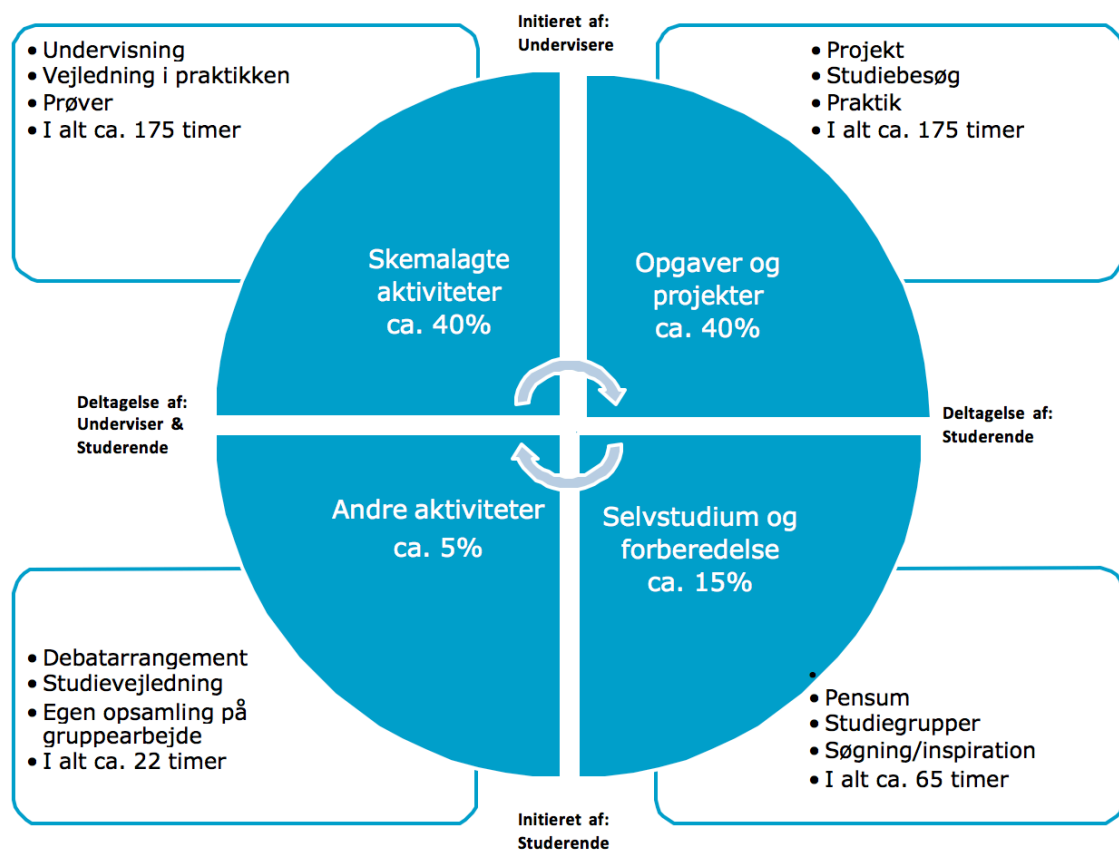 Initieret af:
Undervisere
• Undervisning
• Vejledning i praktikken
• Prøver
• I alt ca. 175 timer
• Projekt
• Studiebesøg
• Praktik
• I alt ca. 175 timer
Skemalagte
aktiviteter
ca. 40%
Opgaver og
projekter
ca. 40%
Deltagelse af:
Underviser &
Studerende
Deltagelse af:
Studerende
Andre aktiviteter
ca. 5%
Selvstudium og
forberedelse
ca. 15%
• Debatarrangement
• Studievejledning
• Egen opsamling på
gruppearbejde
• I alt ca. 22 timer
•
• Pensum
• Studiegrupper
• Søgning/inspiration
• I alt ca. 65 timer
Initieret af:
Studerende